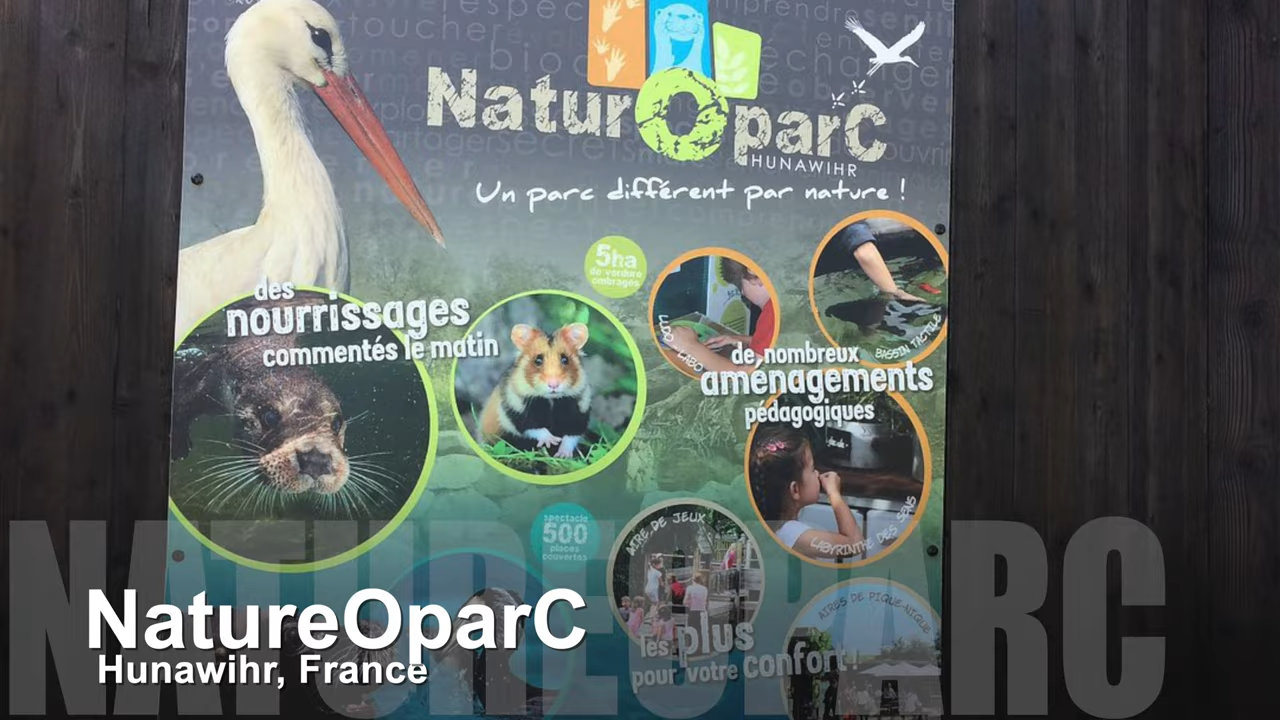 NaturOparC
HUNAWIHR
Un parc différent par nature !
5ha
de verdure
ombragés
des
nourrissages
commentés le matin
LUDO LABO
BASSIN TACTILE
de nombreux
aménagements
pédagogiques
LABYRINTHE DES SENS
spectacle
500
places
couvertes
AIRE DE JEUX
AIRES DE PIQUE-NIQUE
les plus
pour votre confort !
NATUREOPARC
NatureOparC
Hunawihr, France